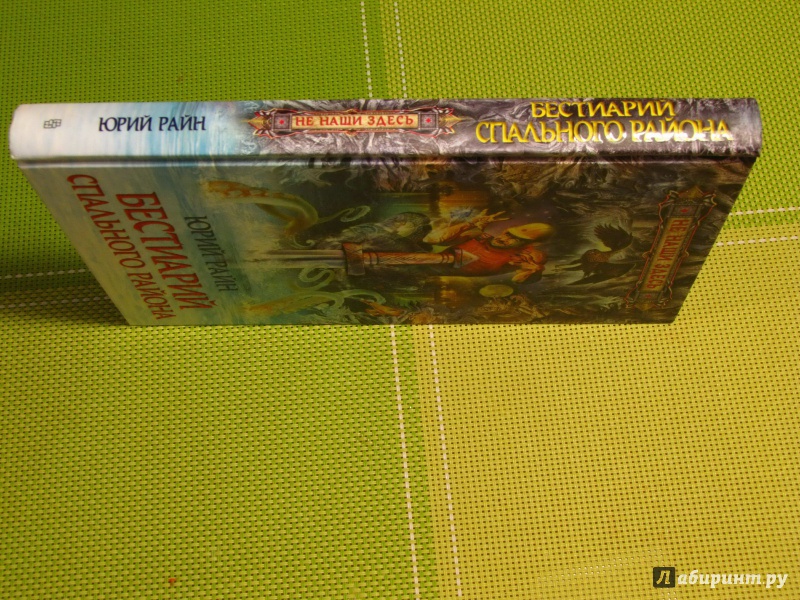 ЮРИЙ РАЙН
НЕ НАШИ ЗДЕСЬ
БЕСТИАРИЙ
СПАЛЬНОГО РАЙОНА
ЮРИЙ РАЙН
БЕСТИАРИЙ
СПАЛЬНОГО РАЙОНА
НЕ НАШИ ЗДЕСЬ
Лабиринт.ру